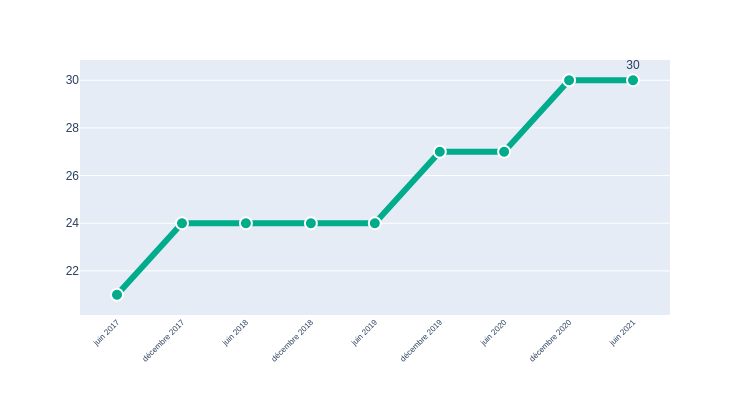 30
30
28
26
24
22
juin 2017
décembre 2017
juin 2018
décembre 2018
juin 2019
décembre 2019
juin 2020
décembre 2020
juin 2021